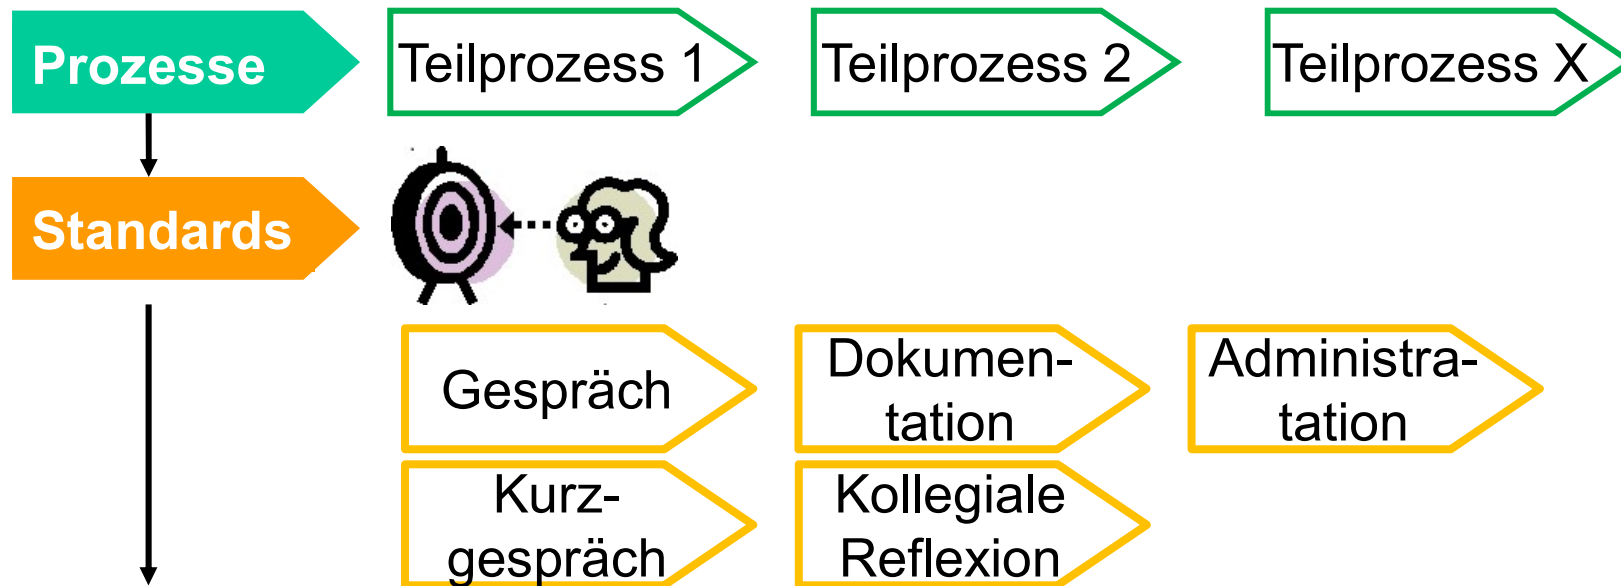 Prozesse
Teilprozess 1
Teilprozess 2
Teilprozess X
Standards
Gespräch
Dokumen-
tation
Administra-
tation
Kurz-
gespräch
Kollegiale
Reflexion